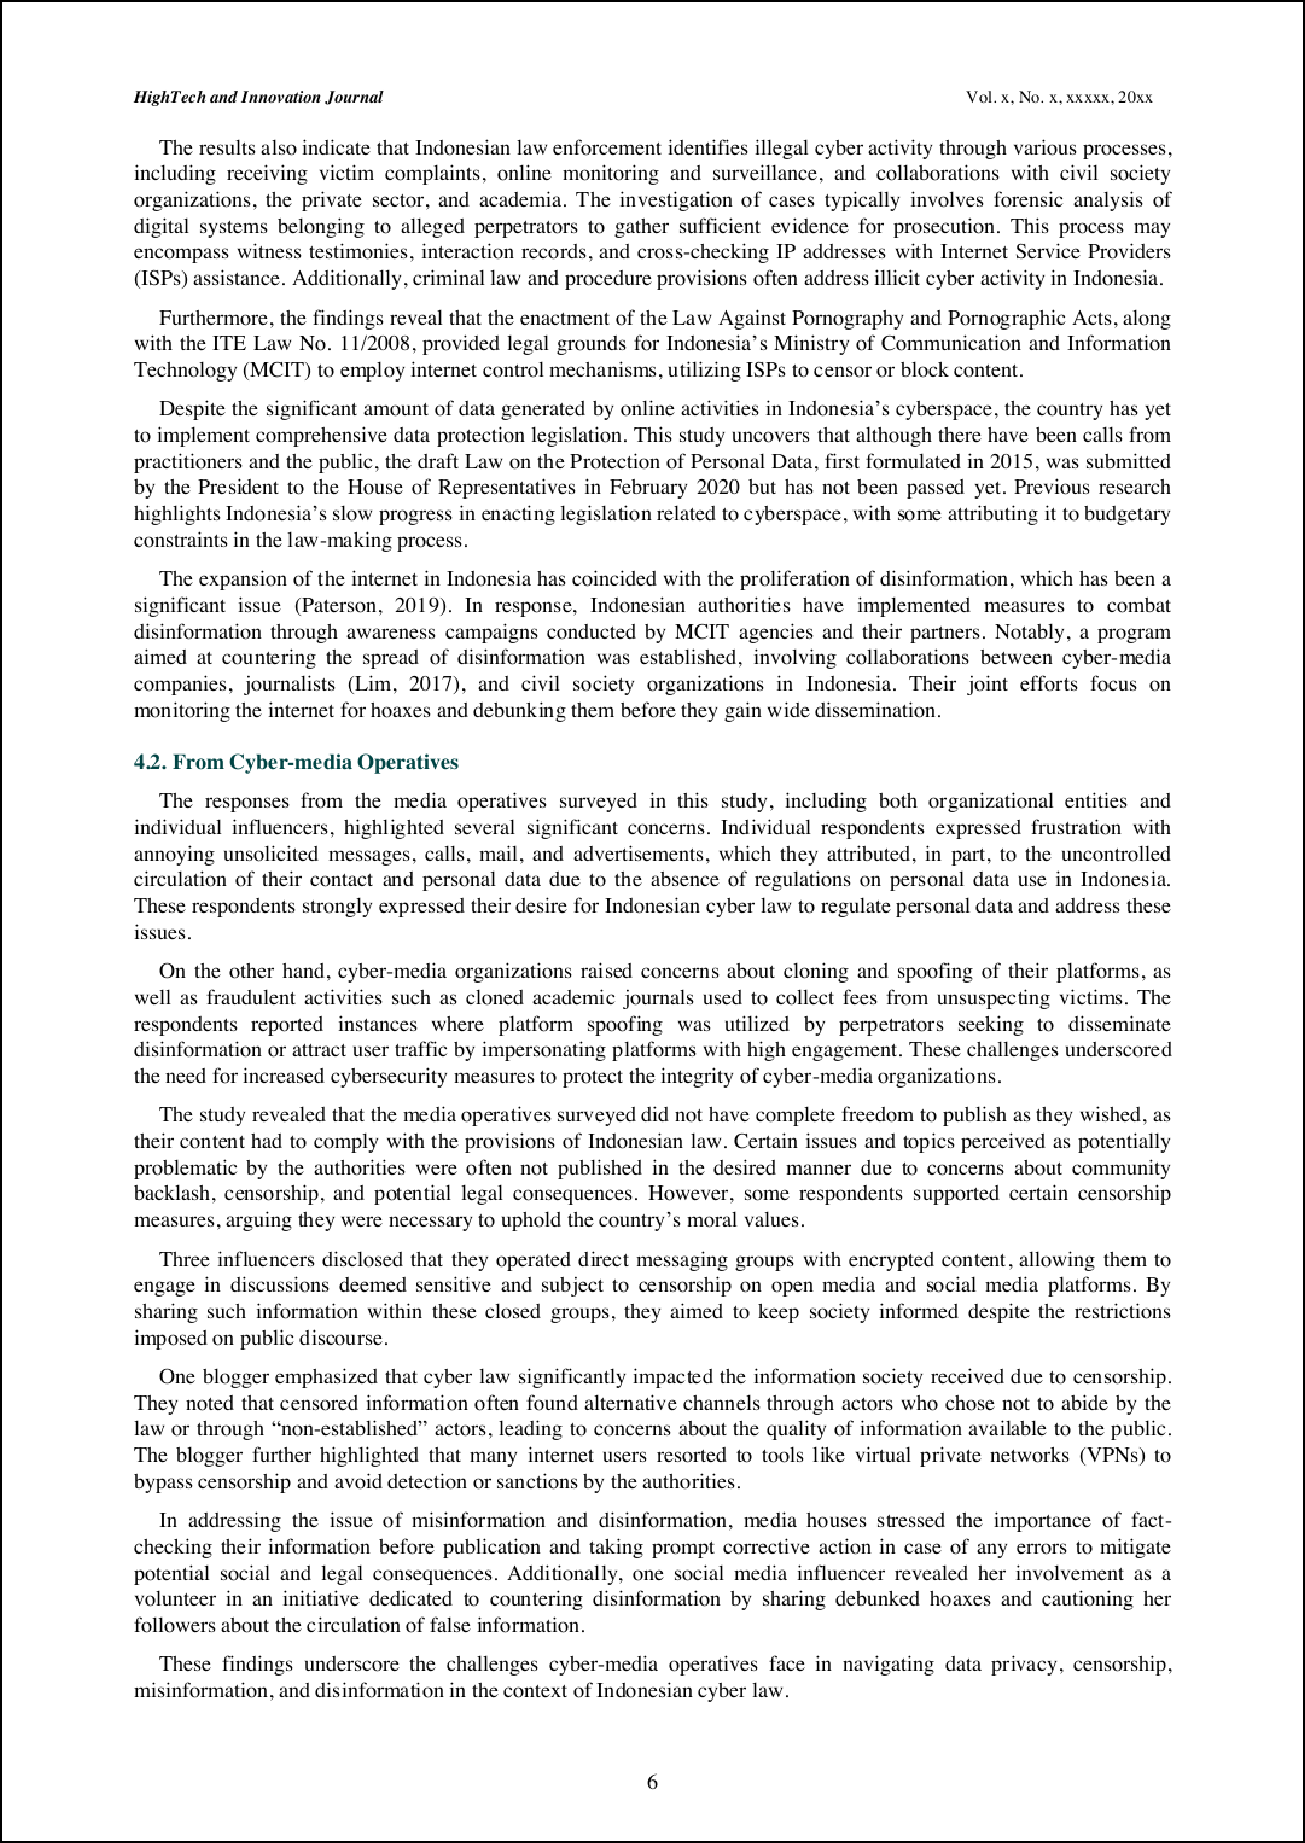 HighTech and Innovation Journal Vol. x, No. x, xxxxx, 20xx
The results also indicate that Indonesian law enforcement identifies illegal cyber activity through various processes,
including receiving victim complaints, online monitoring and surveillance, and collaborations with civil society
organizations, the private sector, and academia. The investigation of cases typically involves forensic analysis of
digital systems belonging to alleged perpetrators to gather sufficient evidence for prosecution. This process may
encompass witness testimonies, interaction records, and cross-checking IP addresses with Internet Service Providers
(ISPs) assistance. Additionally, criminal law and procedure provisions often address illicit cyber activity in Indonesia.
Furthermore, the findings reveal that the enactment of the Law Against Pornography and Pornographic Acts, along
with the ITE Law No. 11/2008, provided legal grounds for Indonesia’s Ministry of Communication and Information
Technology (MCIT) to employ internet control mechanisms, utilizing ISPs to censor or block content.
Despite the significant amount of data generated by online activities in Indonesia’s cyberspace, the country has yet
to implement comprehensive data protection legislation. This study uncovers that although there have been calls from
practitioners and the public, the draft Law on the Protection of Personal Data, first formulated in 2015, was submitted
by the President to the House of Representatives in February 2020 but has not been passed yet. Previous research
highlights Indonesia’s slow progress in enacting legislation related to cyberspace, with some attributing it to budgetary
constraints in the law-making process.
The expansion of the internet in Indonesia has coincided with the proliferation of disinformation, which has been a
significant issue (Paterson, 2019). In response, Indonesian authorities have implemented measures to combat
disinformation through awareness campaigns conducted by MCIT agencies and their partners. Notably, a program
aimed at countering the spread of disinformation was established, involving collaborations between cyber-media
companies, journalists (Lim, 2017), and civil society organizations in Indonesia. Their joint efforts focus on
monitoring the internet for hoaxes and debunking them before they gain wide dissemination.
4.2. From Cyber-media Operatives
The responses from the media operatives surveyed in this study, including both organizational entities and
individual influencers, highlighted several significant concerns. Individual respondents expressed frustration with
annoying unsolicited messages, calls, mail, and advertisements, which they attributed, in part, to the uncontrolled
circulation of their contact and personal data due to the absence of regulations on personal data use in Indonesia.
These respondents strongly expressed their desire for Indonesian cyber law to regulate personal data and address these
issues.
On the other hand, cyber-media organizations raised concerns about cloning and spoofing of their platforms, as
well as fraudulent activities such as cloned academic journals used to collect fees from unsuspecting victims. The
respondents reported instances where platform spoofing was utilized by perpetrators seeking to disseminate
disinformation or attract user traffic by impersonating platforms with high engagement. These challenges underscored
the need for increased cybersecurity measures to protect the integrity of cyber-media organizations.
The study revealed that the media operatives surveyed did not have complete freedom to publish as they wished, as
their content had to comply with the provisions of Indonesian law. Certain issues and topics perceived as potentially
problematic by the authorities were often not published in the desired manner due to concerns about community
backlash, censorship, and potential legal consequences. However, some respondents supported certain censorship
measures, arguing they were necessary to uphold the country’s moral values.
Three influencers disclosed that they operated direct messaging groups with encrypted content, allowing them to
engage in discussions deemed sensitive and subject to censorship on open media and social media platforms. By
sharing such information within these closed groups, they aimed to keep society informed despite the restrictions
imposed on public discourse.
One blogger emphasized that cyber law significantly impacted the information society received due to censorship.
They noted that censored information often found alternative channels through actors who chose not to abide by the
law or through “non-established” actors, leading to concerns about the quality of information available to the public.
The blogger further highlighted that many internet users resorted to tools like virtual private networks (VPNs) to
bypass censorship and avoid detection or sanctions by the authorities.
In addressing the issue of misinformation and disinformation, media houses stressed the importance of fact-
checking their information before publication and taking prompt corrective action in case of any errors to mitigate
potential social and legal consequences. Additionally, one social media influencer revealed her involvement as a
volunteer in an initiative dedicated to countering disinformation by sharing debunked hoaxes and cautioning her
followers about the circulation of false information.
These findings underscore the challenges cyber-media operatives face in navigating data privacy, censorship,
misinformation, and disinformation in the context of Indonesian cyber law.
6